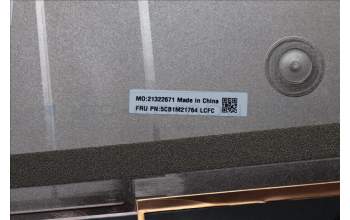 MO:21322671 Made in China
FRU PN:5CB1M21764 LCFC